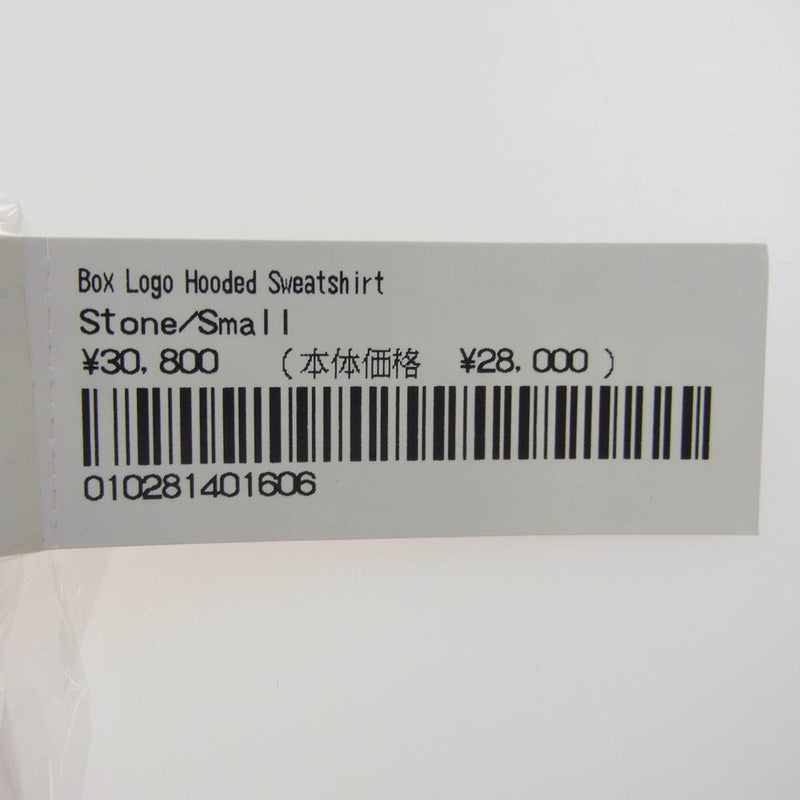 Box Logo Hooded Sweatshirt
Stone/Small
¥30,800 (本体価格 ¥28,000)
010281401606